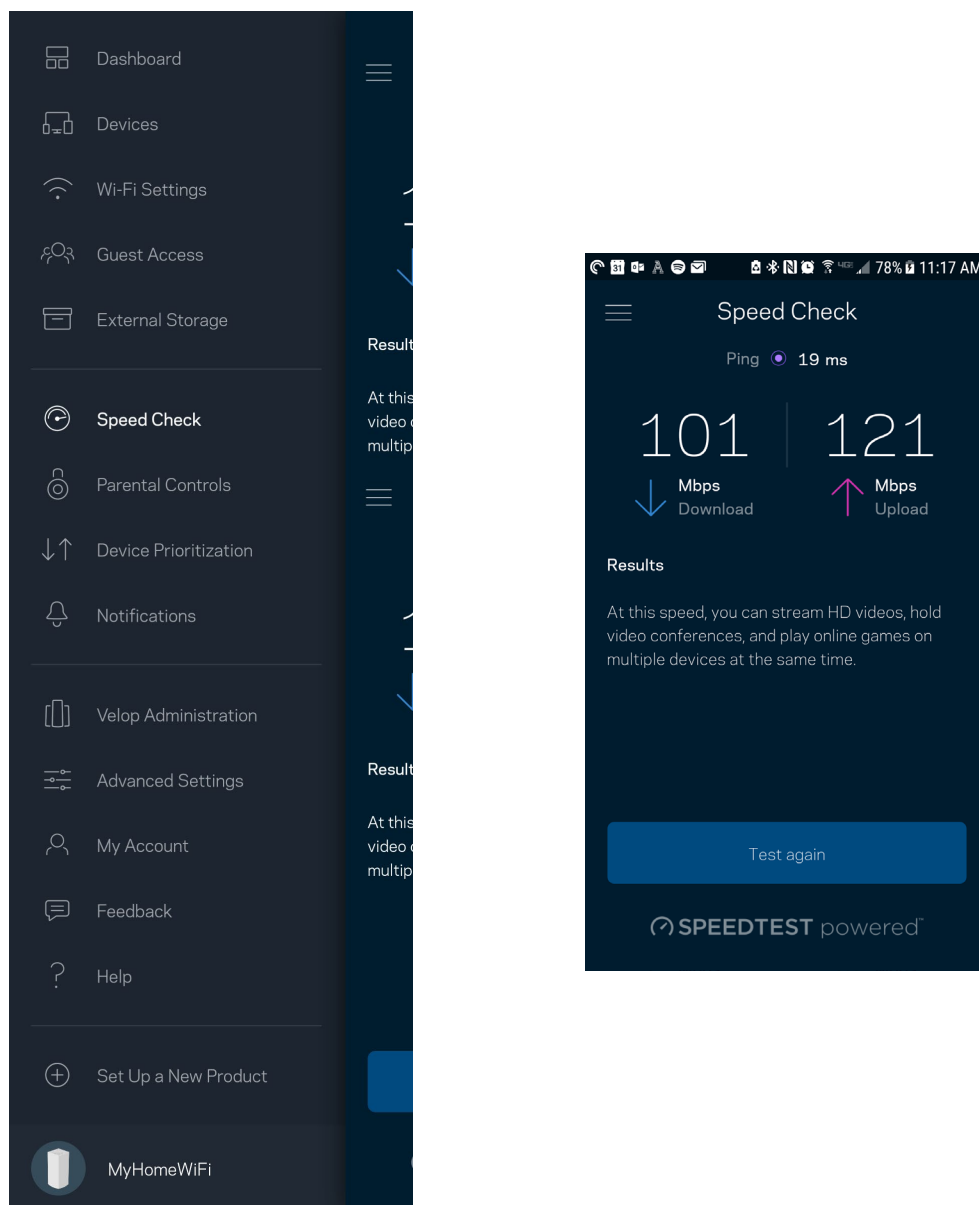 Dashboard
Devices
Wi-Fi Settings
Guest Access
External Storage
Speed Check
Parental Controls
Device Prioritization
Notifications
Velop Administration
Advanced Settings
My Account
Feedback
Help
Set Up a New Product
MyHomeWiFi
Result
At this
video
multip
Result
At this
video
multip
31 4GE 78% 11:17 AM
Speed Check
Ping 19 ms
101 121
Mbps Mbps
Download Upload
Results
At this speed, you can stream HD videos, hold
video conferences, and play online games on
multiple devices at the same time.
Test again
SPEEDTEST powered™